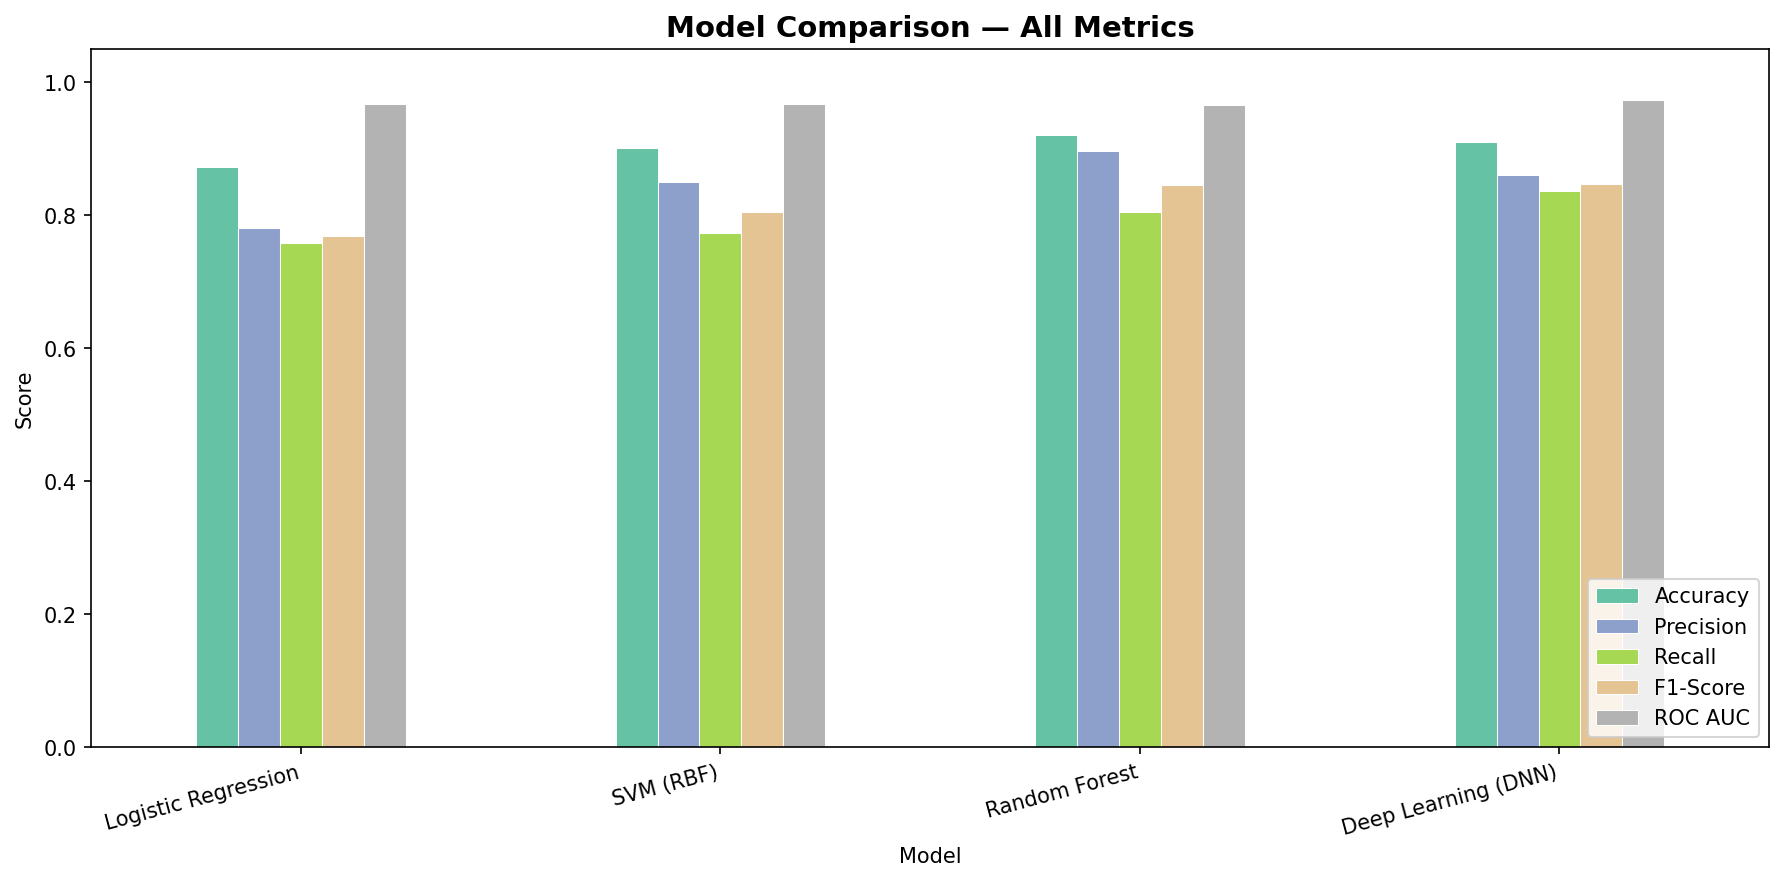 Model Comparison — All Metrics
Score
1.0
0.8
0.6
0.4
0.2
0.0
Accuracy
Precision
Recall
F1-Score
ROC AUC
Logistic Regression
SVM (RBF)
Random Forest
Deep Learning (DNN)
Model